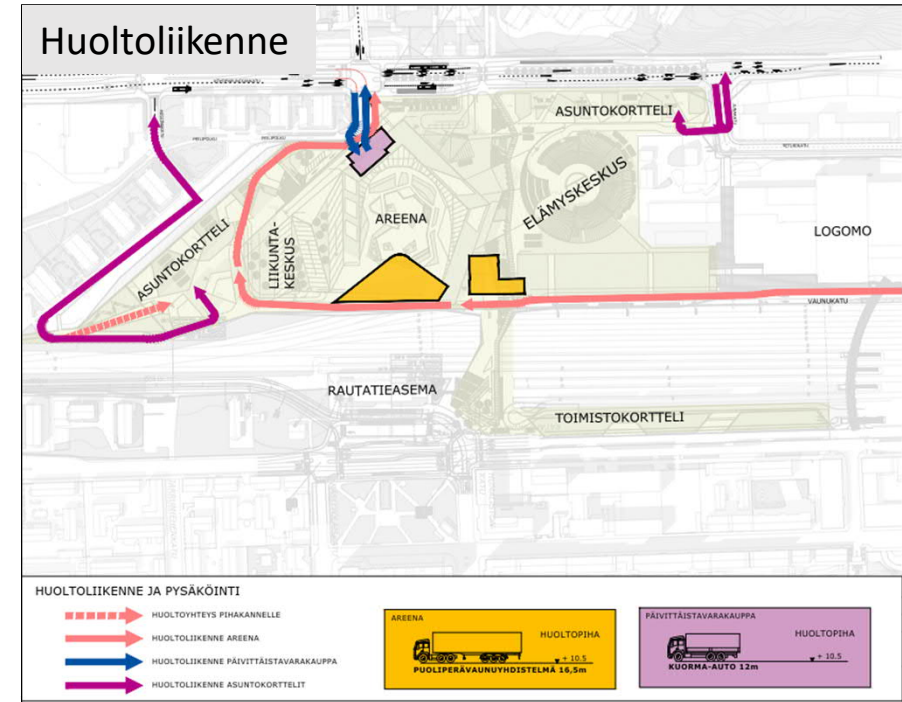 Huoltoliikenne
ASUNTOKORTTELI
ELÄMYSKESKUS
AREENA
LOGOMO
LIIKUNTA-
KESKUS
ASUNTOKORTTELI
VAUNUKATU
RAUTATIEASEMA
TOIMISTOKORTTELI
HUOLTOLIIKENNE JA PYSÄKÖINTI
HUOLTOYHTEYS PIHAKANNELLE
HUOLTOLIIKENNE AREENA
HUOLTOLIIKENNE PÄIVITTÄISTAVARAKAUPPA
HUOLTOLIIKENNE ASUNTOKORTTELIT
AREENA
HUOLTOPIHA
+ 10.5
PUOLIPERÄVAUNUYHDISTELMÄ 16,5m
PÄIVITTÄISTAVARAKAUPPA
HUOLTOPIHA
+ 10.5
KUORMA-AUTO 12m